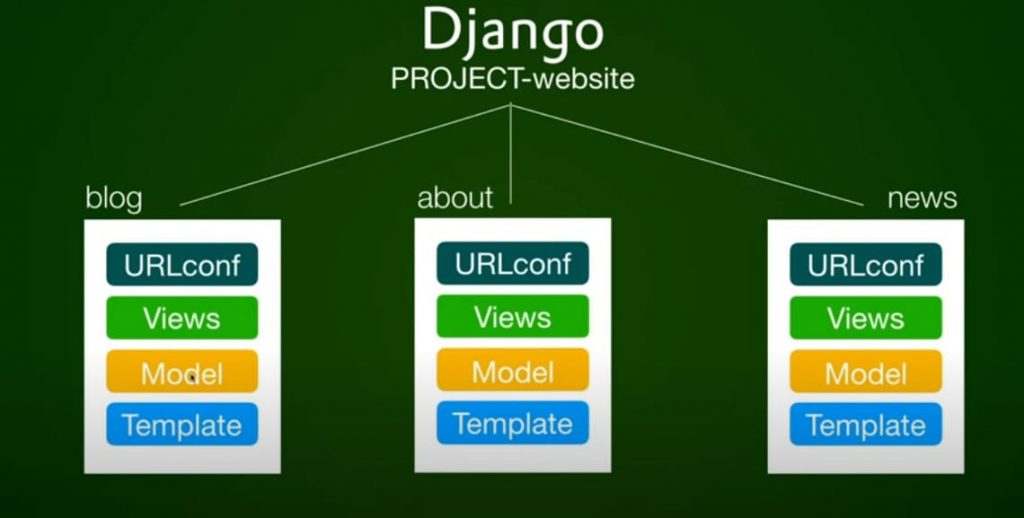 Django
PROJECT-website
blog
URLconf
Views
Model
Template
about
URLconf
Views
Model
Template
news
URLconf
Views
Model
Template